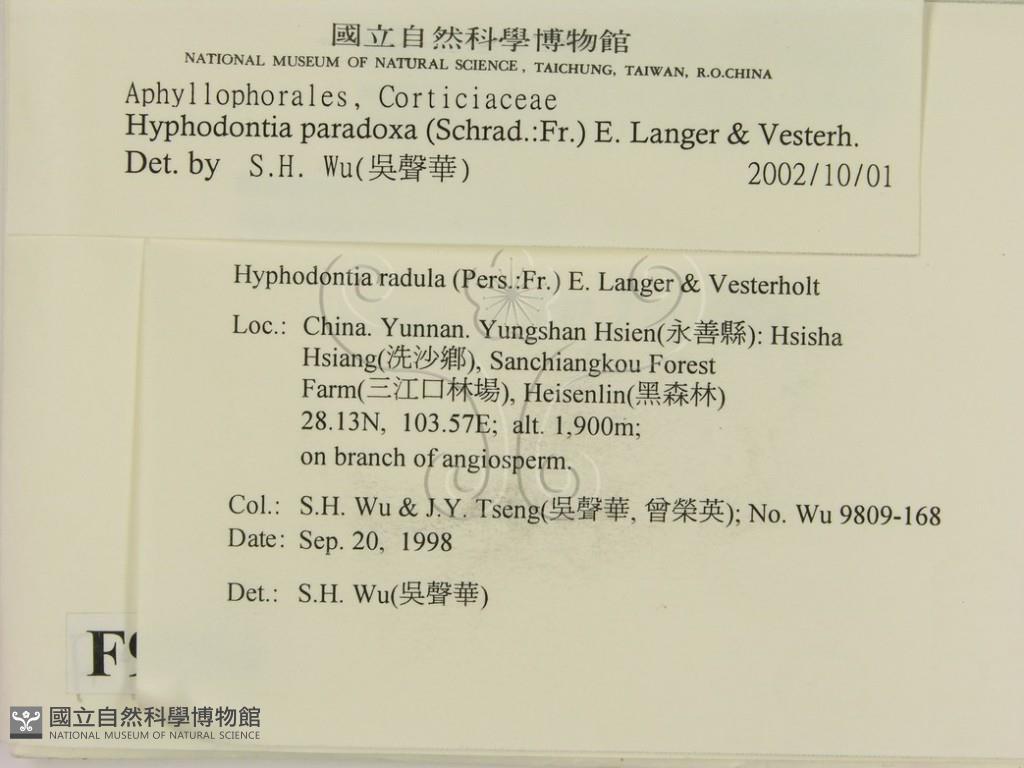 國立自然科學博物館
NATIONAL MUSEUM OF NATURAL SCIENCE, TAICHUNG, TAIWAN, R.O.CHINA
Aphyllophorales, Corticiaceae
Hyphodontia paradoxa (Schrad.:Fr.) E. Langer & Vesterh.
Det. by S.H. Wu(吳聲華) 2002/10/01
Hyphodontia radula (Pers.:Fr.) E. Langer & Vesterholt
Loc.: China. Yunnan. Yungshan Hsien(永善縣): Hsisha
Hsiang(洗沙鄉), Sanchiangkou Forest
Farm(三江口林場), Heisenlin(黑森林)
28.13N, 103.57E; alt. 1,900m;
on branch of angiosperm.
Col.: S.H. Wu & J.Y. Tseng(吳聲華, 曾榮英); No. Wu 9809-168
Date: Sep. 20, 1998
Det.: S.H. Wu(吳聲華)
國立自然科學博物館
NATIONAL MUSEUM OF NATURAL SCIENCE